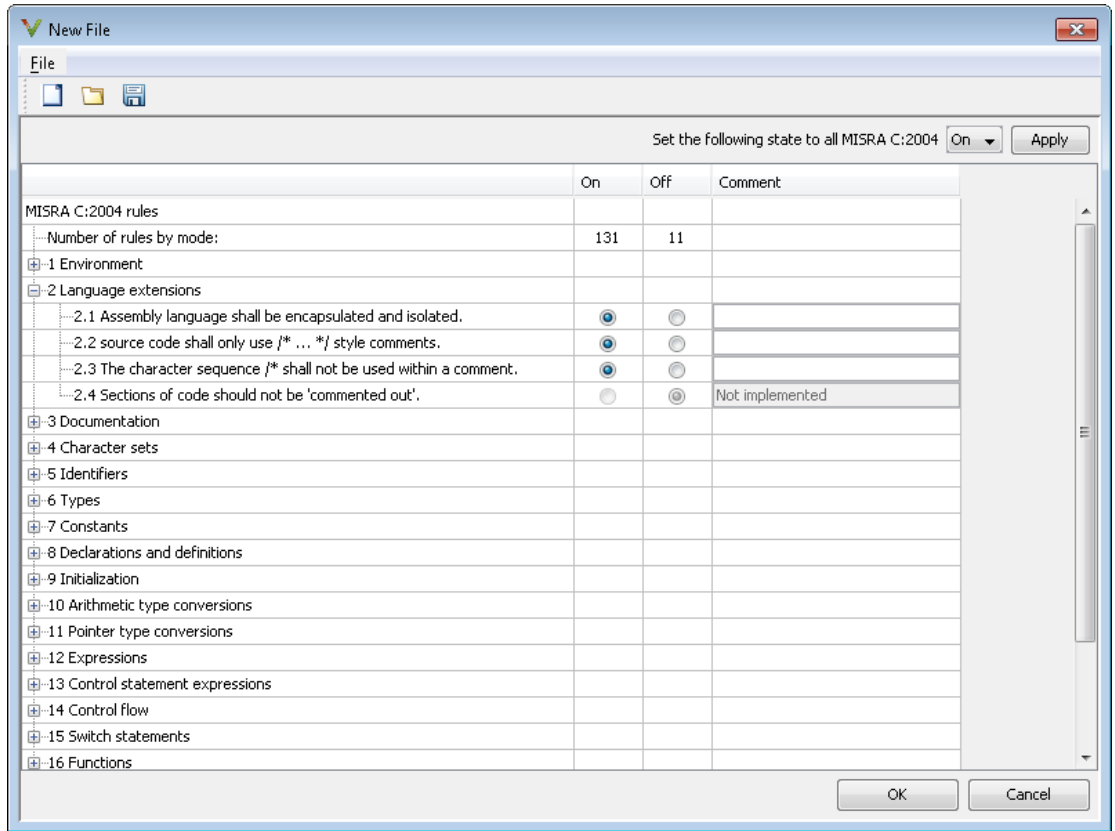 New File
File
Set the following state to all MISRA C:2004 On Apply
On Off Comment
MISRA C:2004 rules
Number of rules by mode: 131 11
1 Environment
2 Language extensions
2.1 Assembly language shall be encapsulated and isolated.
2.2 source code shall only use /* ... */ style comments.
2.3 The character sequence /* shall not be used within a comment.
2.4 Sections of code should not be 'commented out'. Not implemented
3 Documentation
4 Character sets
5 Identifiers
6 Types
7 Constants
8 Declarations and definitions
9 Initialization
10 Arithmetic type conversions
11 Pointer type conversions
12 Expressions
13 Control statement expressions
14 Control flow
15 Switch statements
16 Functions
OK Cancel